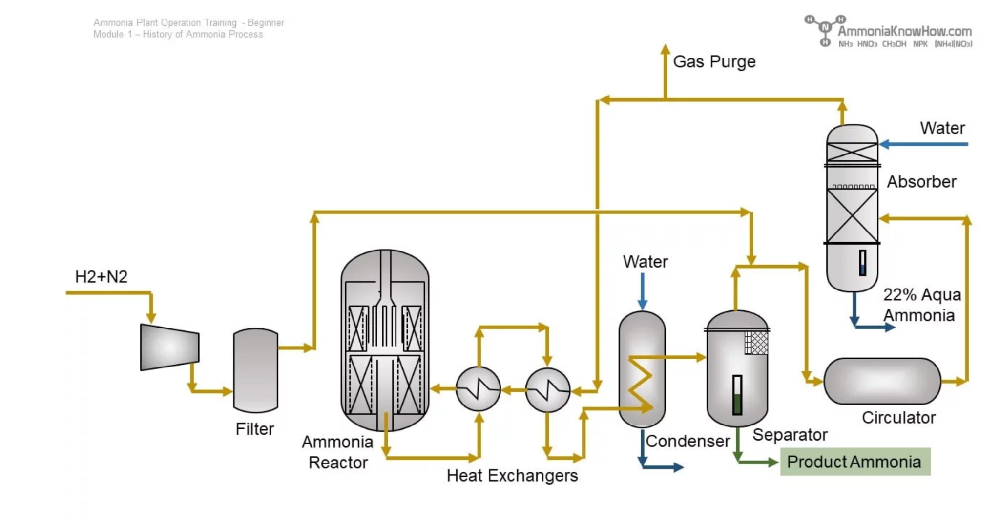 Ammonia Plant Operation Training - Beginner
Module 1 – History of Ammonia Process
H
H
N
H
AmmoniaKnowHow.com
NH3 HNO3 CH3OH NPK (NH4)(NO3)
Gas Purge
Water
Absorber
Water
H2+N2
22% Aqua
Ammonia
Filter
Circulator
Ammonia
Reactor
Condenser
Separator
Heat Exchangers
Product Ammonia